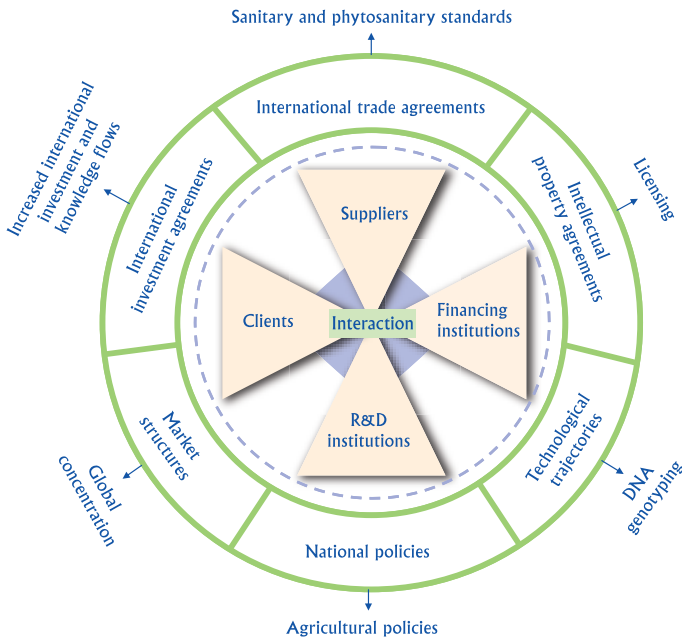 Sanitary and phytosanitary standards
International trade agreements
Increased international
investment and
knowledge flows
International
investment agreements
Intellectual
property agreements
Licensing
Suppliers
Clients
Interaction
Financing
institutions
R&D
institutions
Market
structures
Global
concentration
Technological
trajectories
DNA
genotyping
National policies
Agricultural policies